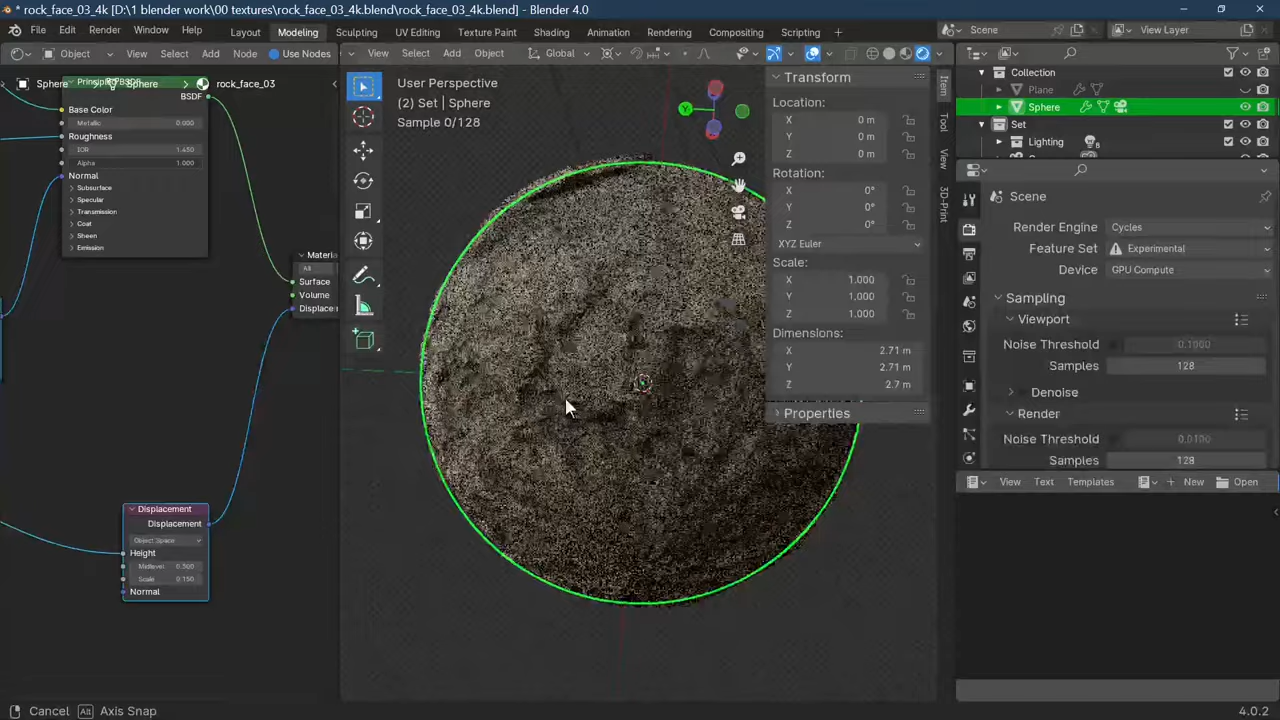 * rock_face_03_4k [D:\1 blender work\00 textures\rock_face_03_4k.blend\rock_face_03_4k.blend] - Blender 4.0
File Edit Render Window Help Layout Modeling Sculpting UV Editing Texture Paint Shading Animation Rendering Compositing Scripting + Scene View Layer
Object View Select Add Node Use Nodes
View Select Add Object Global
Sphere Sphere rock_face_03
BSDF
Base Color
Metallic 0.000
Roughness
IOR 1.450
Alpha 1.000
Normal
Subsurface
Specular
Transmission
Coat
Sheen
Emission
Materia
All
Surface
Volume
Displace
Displacement
Displacement
Object Space
Height
Midlevel 0.500
Scale 0.150
Normal
User Perspective
(2) Set | Sphere
Sample 0/128
Y
Transform
Location:
X 0 m
Y 0 m
Z 0 m
Rotation:
X 0°
Y 0°
Z 0°
XYZ Euler
Scale:
X 1.000
Y 1.000
Z 1.000
Dimensions:
X 2.71 m
Y 2.71 m
Z 2.7 m
Properties
Item
Tool
View
3D-Print
Collection
Plane
Sphere
Set
Lighting 8
Scene
Render Engine Cycles
Feature Set Experimental
Device GPU Compute
Sampling
Viewport
Noise Threshold 0.1000
Samples 128
Denoise
Render
Noise Threshold 0.0100
Samples 128
View Text Templates + New Open
Cancel Alt Axis Snap
4.0.2